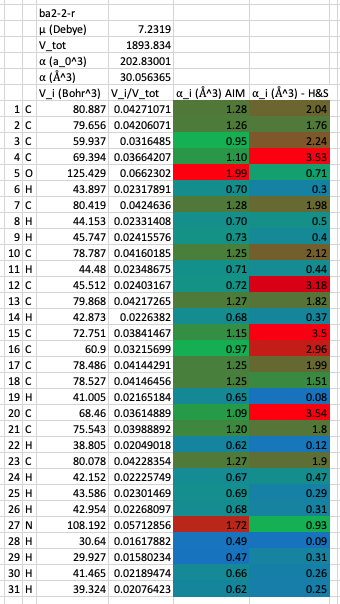 ba2-2-r
μ (Debye) 7.2319
V_tot 1893.834
α (a_0^3) 202.83001
α (Å^3) 30.056365
V_i (Bohr^3) V_i/V_tot α_i (Å^3) AIM α_i (Å^3) - H&S
1 C 80.887 0.04271071 1.28 2.04
2 C 79.656 0.04206071 1.26 1.76
3 C 59.937 0.0316485 0.95 2.24
4 C 69.394 0.03664207 1.10 3.53
5 O 125.429 0.0662302 1.99 0.71
6 H 43.897 0.02317891 0.70 0.3
7 C 80.419 0.0424636 1.28 1.98
8 H 44.153 0.02331408 0.70 0.5
9 H 45.747 0.02415576 0.73 0.4
10 C 78.787 0.04160185 1.25 2.12
11 H 44.48 0.02348675 0.71 0.44
12 C 45.512 0.02403167 0.72 3.18
13 C 79.868 0.04217265 1.27 1.82
14 H 42.873 0.0226382 0.68 0.37
15 C 72.751 0.03841467 1.15 3.5
16 C 60.9 0.03215699 0.97 2.96
17 C 78.486 0.04144291 1.25 1.99
18 C 78.527 0.04146456 1.25 1.51
19 H 41.005 0.02165184 0.65 0.08
20 C 68.46 0.03614889 1.09 3.54
21 C 75.543 0.03988892 1.20 1.8
22 H 38.805 0.02049018 0.62 0.12
23 C 80.078 0.04228354 1.27 1.9
24 H 42.152 0.02225749 0.67 0.47
25 H 43.586 0.02301469 0.69 0.29
26 H 42.954 0.02268097 0.68 0.31
27 N 108.192 0.05712856 1.72 0.93
28 H 30.64 0.01617882 0.49 0.09
29 H 29.927 0.01580234 0.47 0.31
30 H 41.465 0.02189474 0.66 0.26
31 H 39.324 0.02076423 0.62 0.25